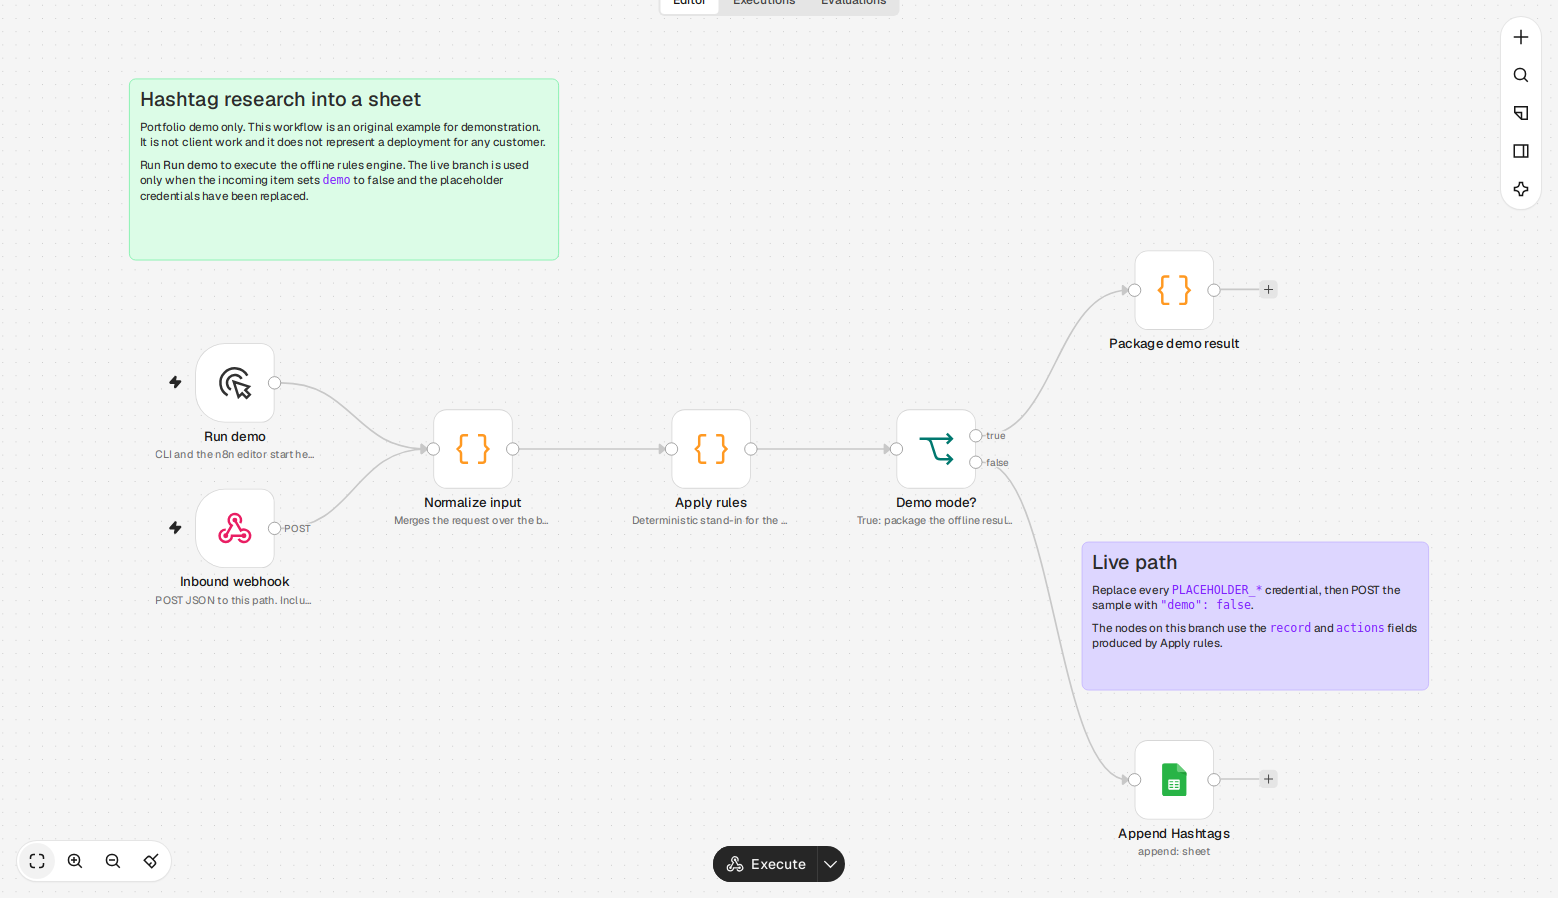 Editor
Executions
Evaluations
Hashtag research into a sheet
Portfolio demo only. This workflow is an original example for demonstration.
It is not client work and it does not represent a deployment for any customer.
Run Run demo to execute the offline rules engine. The live branch is used
only when the incoming item sets demo to false and the placeholder
credentials have been replaced.
Package demo result
Run demo
CLI and the n8n editor start he...
POST
Inbound webhook
POST JSON to this path. Inclu...
Normalize input
Merges the request over the b...
Apply rules
Deterministic stand-in for the ...
true
false
Demo mode?
True: package the offline resul...
Live path
Replace every PLACEHOLDER_* credential, then POST the
sample with "demo": false.
The nodes on this branch use the record and actions fields
produced by Apply rules.
Append Hashtags
append: sheet
Execute